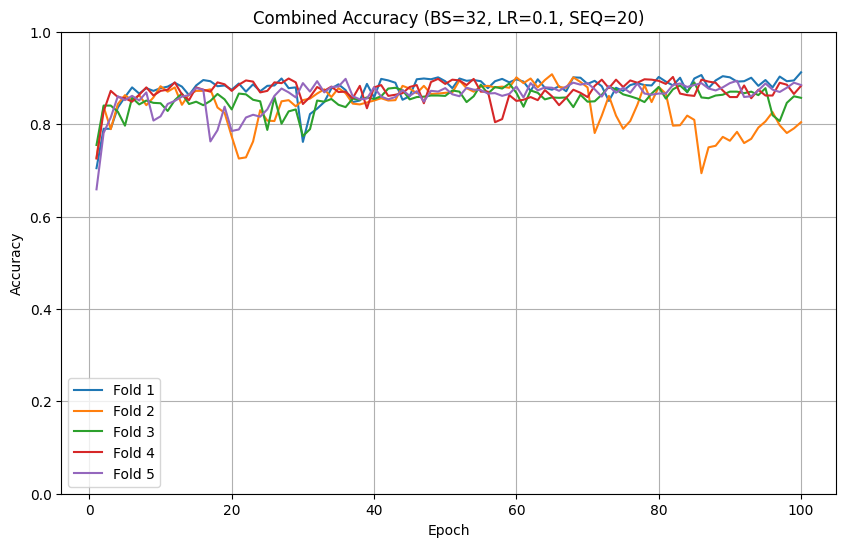 Combined Accuracy (BS=32, LR=0.1, SEQ=20)
1.0
0.8
0.6
0.4
0.2
0.0
Accuracy
Fold 1
Fold 2
Fold 3
Fold 4
Fold 5
0 20 40 60 80 100
Epoch